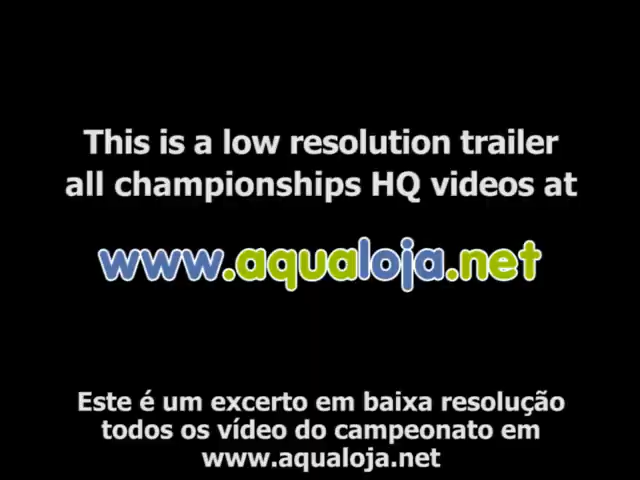 This is a low resolution trailer
all championships HQ videos at
www.aqualoja.net
Este é um excerto em baixa resolução
todos os vídeo do campeonato em
www.aqualoja.net